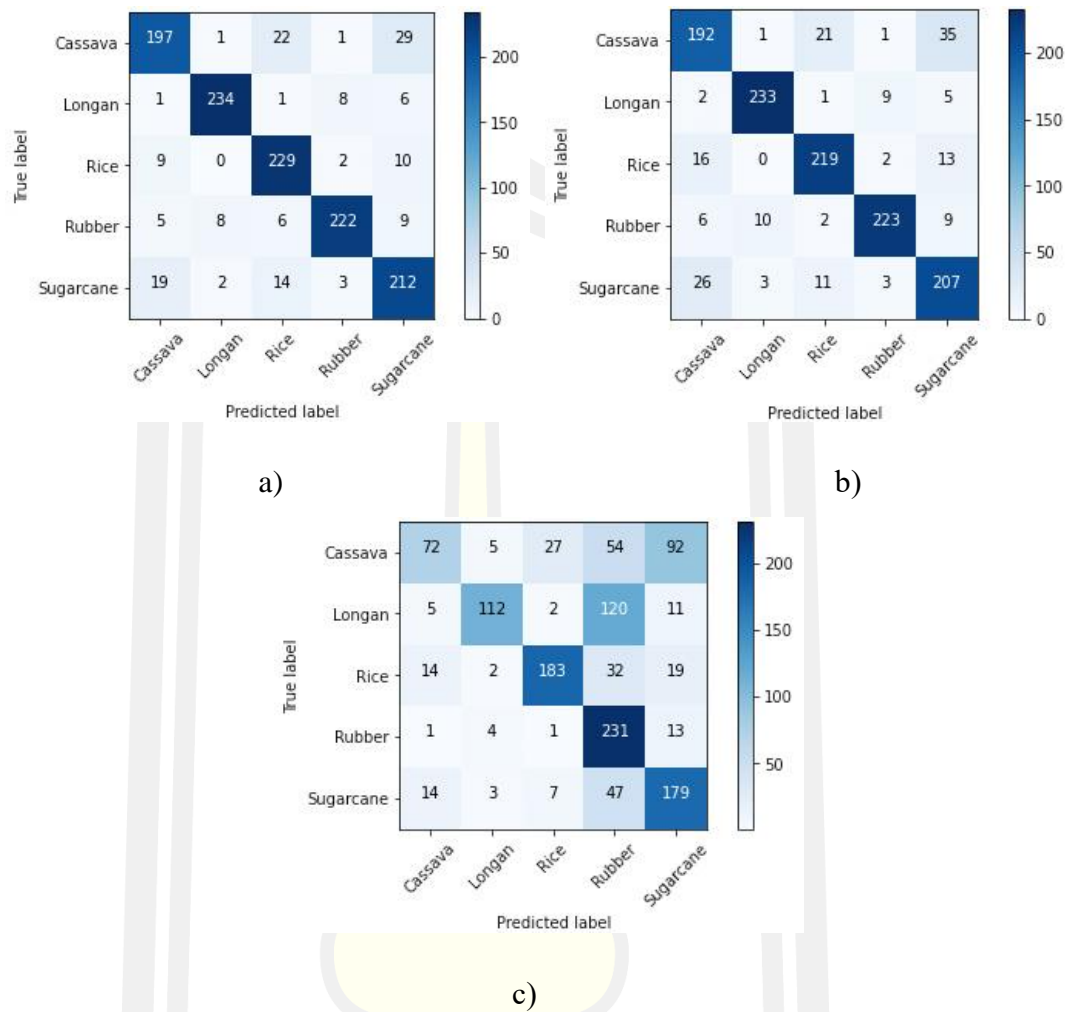 Cassava 197 1 22 1 29
Longan 1 234 1 8 6
Rice 9 0 229 2 10
Rubber 5 8 6 222 9
Sugarcane 19 2 14 3 212
True label
Cassava Longan Rice Rubber Sugarcane
Predicted label
200
150
100
50
0
a)
Cassava 192 1 21 1 35
Longan 2 233 1 9 5
Rice 16 0 219 2 13
Rubber 6 10 2 223 9
Sugarcane 26 3 11 3 207
True label
Cassava Longan Rice Rubber Sugarcane
Predicted label
200
150
100
50
0
b)
Cassava 72 5 27 54 92
Longan 5 112 2 120 11
Rice 14 2 183 32 19
Rubber 1 4 1 231 13
Sugarcane 14 3 7 47 179
True label
Cassava Longan Rice Rubber Sugarcane
Predicted label
200
150
100
50
c)